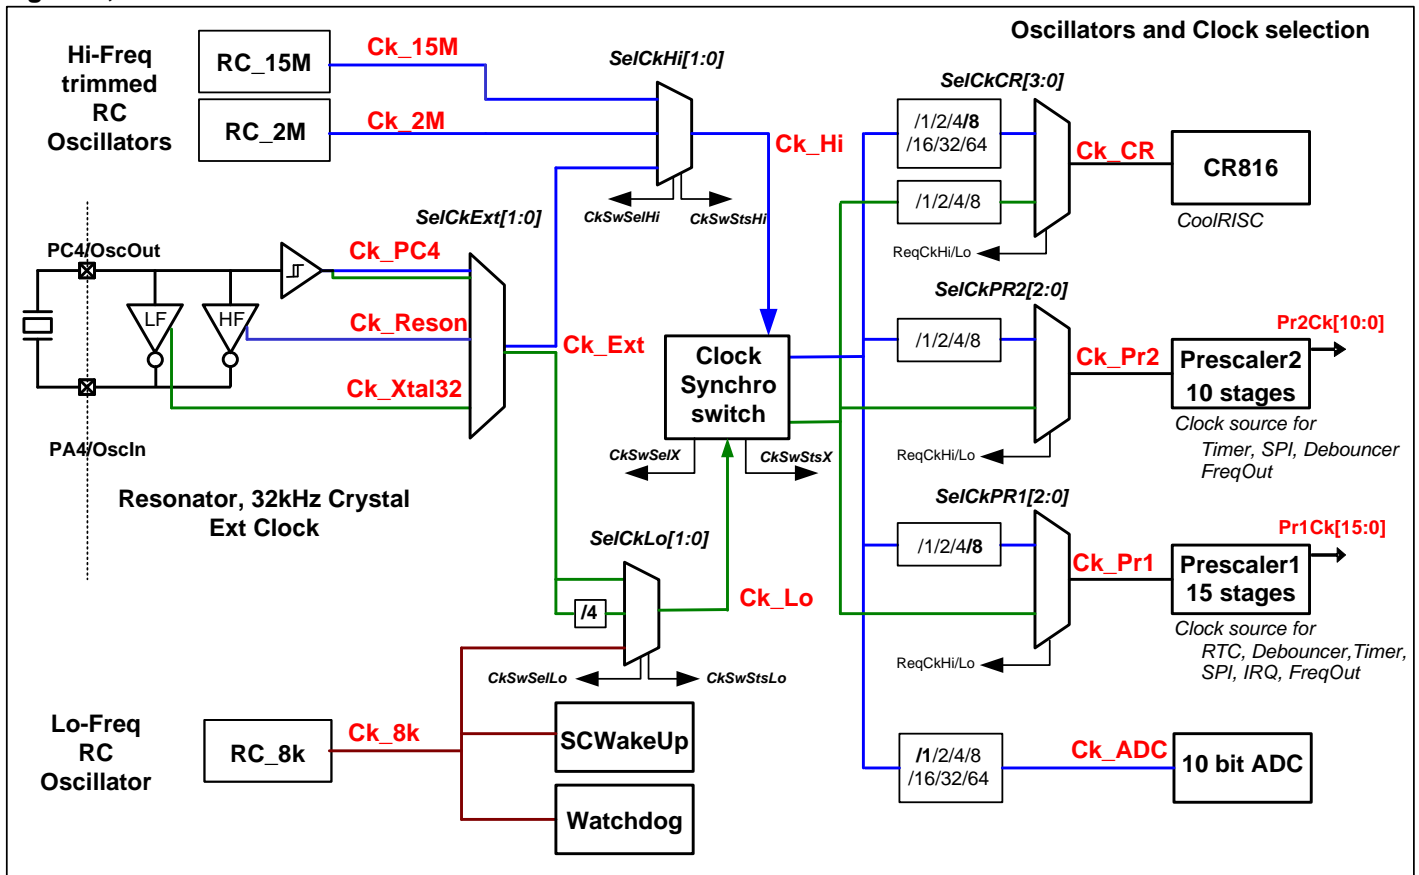 Oscillators and Clock selection
Hi-Freq
trimmed
RC
Oscillators
RC_15M
Ck_15M
RC_2M
Ck_2M
SelCkHi[1:0]
Ck_Hi
CkSwSelHi
CkSwStsHi
SelCkCR[3:0]
/1/2/4/8
/16/32/64
/1/2/4/8
Ck_CR
CR816
CoolRISC
ReqCkHi/Lo
SelCkExt[1:0]
PC4/OscOut
Ck_PC4
LF
HF
Ck_Reson
Ck_Xtal32
Ck_Ext
PA4/OscIn
Resonator, 32kHz Crystal
Ext Clock
Clock
Synchro
switch
CkSwSelX
CkSwStsX
SelCkPR2[2:0]
/1/2/4/8
Ck_Pr2
Prescaler2
10 stages
Pr2Ck[10:0]
Clock source for
Timer, SPI, Debouncer
FreqOut
ReqCkHi/Lo
SelCkPR1[2:0]
/1/2/4/8
Ck_Pr1
Prescaler1
15 stages
Pr1Ck[15:0]
Clock source for
RTC, Debouncer,Timer,
SPI, IRQ, FreqOut
ReqCkHi/Lo
SelCkLo[1:0]
/4
Ck_Lo
CkSwSelLo
CkSwStsLo
Lo-Freq
RC
Oscillator
RC_8k
Ck_8k
SCWakeUp
Watchdog
/1/2/4/8
/16/32/64
Ck_ADC
10 bit ADC